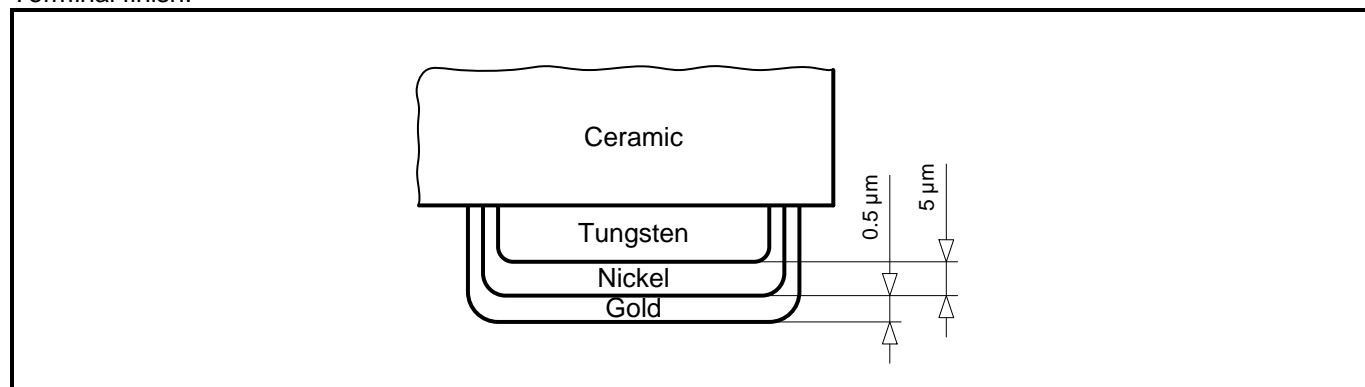 Terminal finish:
Ceramic
Tungsten
Nickel
Gold
0.5 µm
5 µm